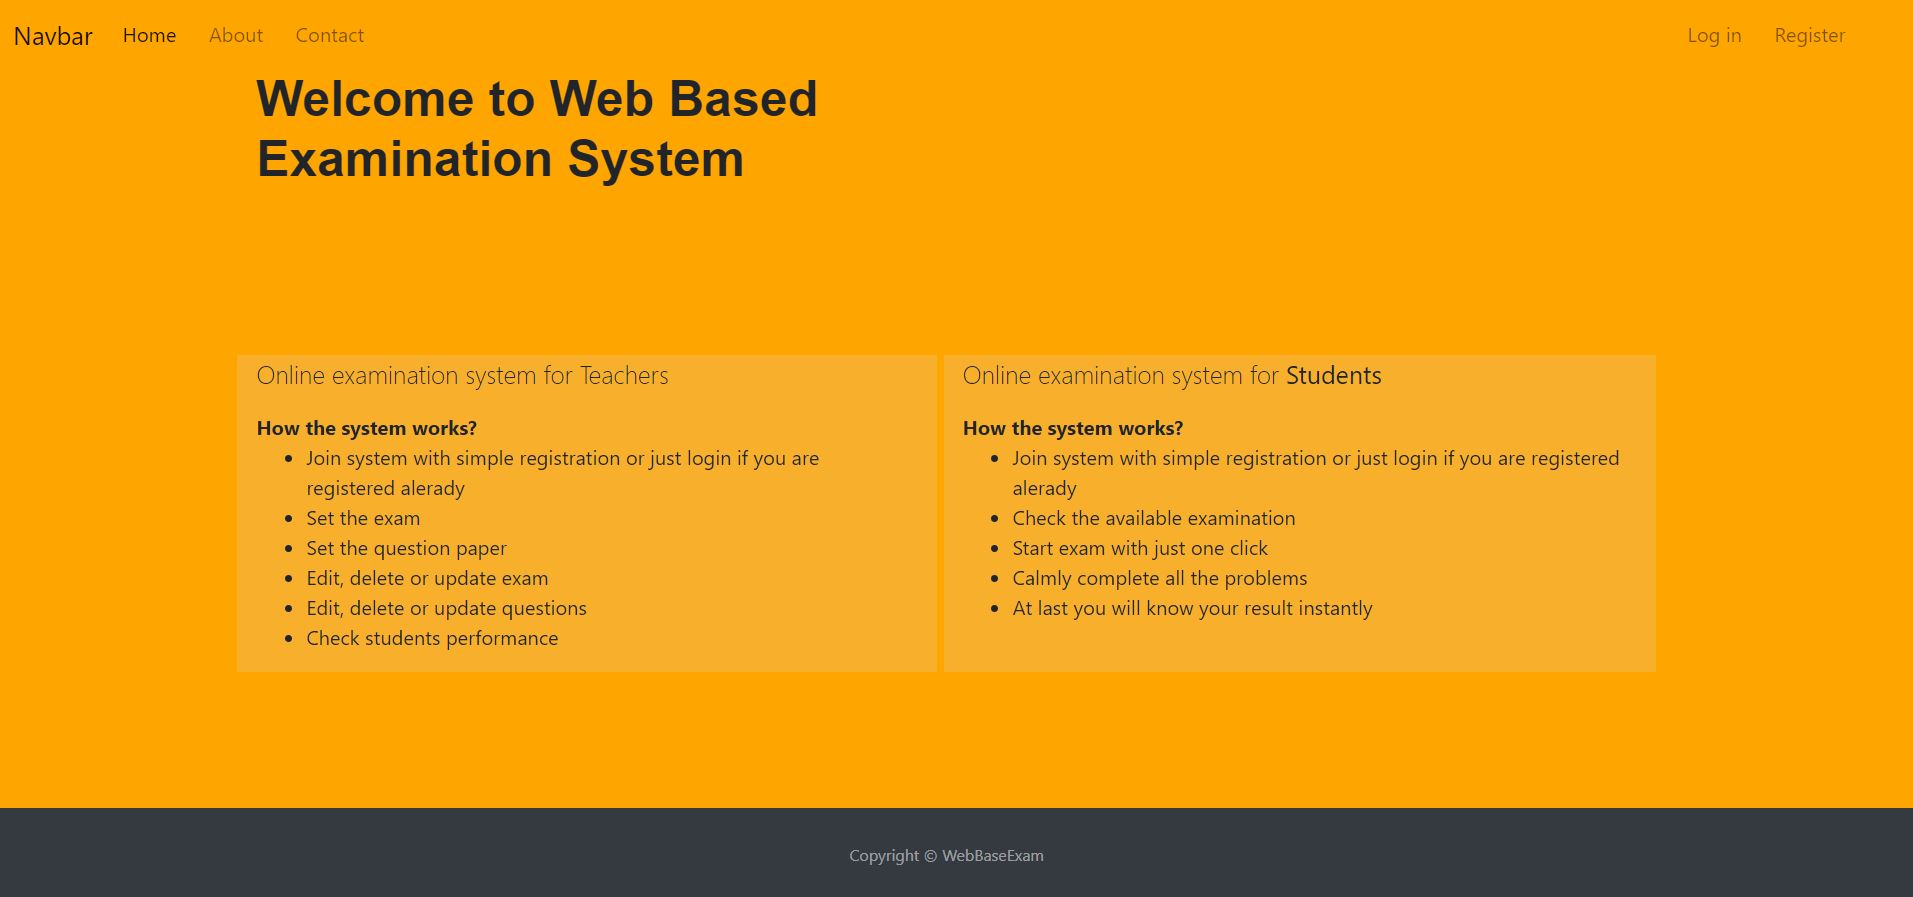 Navbar Home About Contact Log in Register
Welcome to Web Based
Examination System
Online examination system for Teachers
How the system works?
Join system with simple registration or just login if you are
registered alerady
Set the exam
Set the question paper
Edit, delete or update exam
Edit, delete or update questions
Check students performance
Online examination system for Students
How the system works?
Join system with simple registration or just login if you are registered
alerady
Check the available examination
Start exam with just one click
Calmly complete all the problems
At last you will know your result instantly
Copyright © WebBaseExam